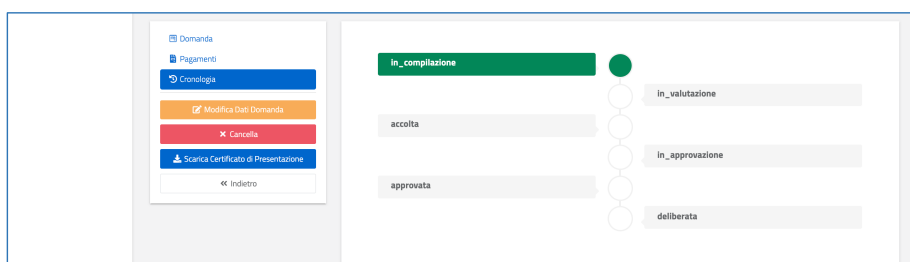 Domanda
Pagamenti
Cronologia
Modifica Dati Domanda
Cancella
Scarica Certificato di Presentazione
Indietro
in_compilazione
in_valutazione
accolta
in_approvazione
approvata
deliberata